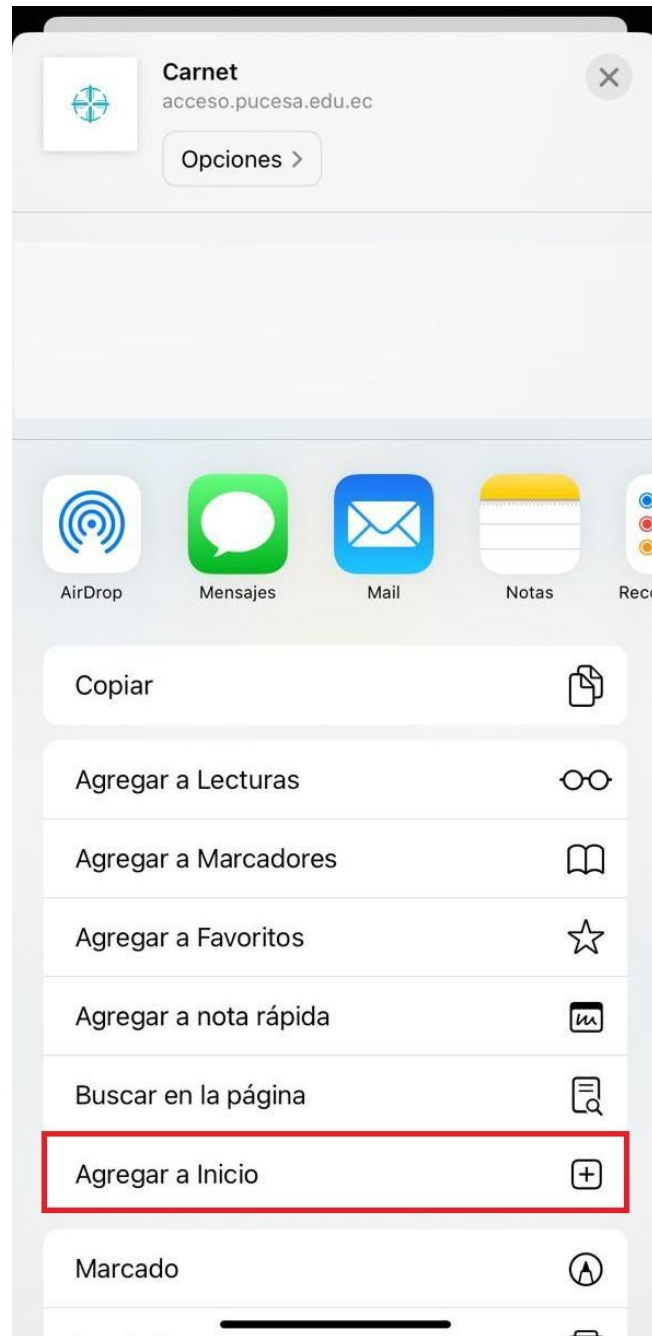 Carnet
acceso.pucesa.edu.ec
Opciones
AirDrop Mensajes Mail Notas
Copiar
Agregar a Lecturas
Agregar a Marcadores
Agregar a Favoritos
Agregar a nota rápida
Buscar en la página
Agregar a Inicio
Marcado